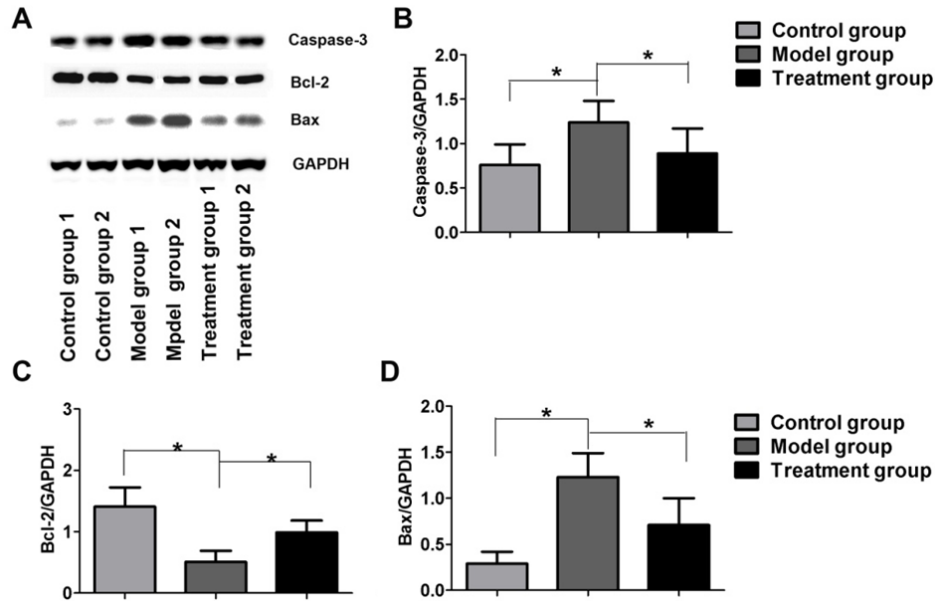 A
Caspase-3
Bcl-2
Bax
GAPDH
Control group 1
Control group 2
Model group 1
Mpdel group 2
Treatment group 1
Treatment group 2
B
Control group
Model group
Treatment group
Caspase-3/GAPDH
2.0
1.5
1.0
0.5
0.0
*
*
C
Bcl-2/GAPDH
3
2
1
0
*
*
D
Bax/GAPDH
2.0
1.5
1.0
0.5
0.0
*
*
Control group
Model group
Treatment group